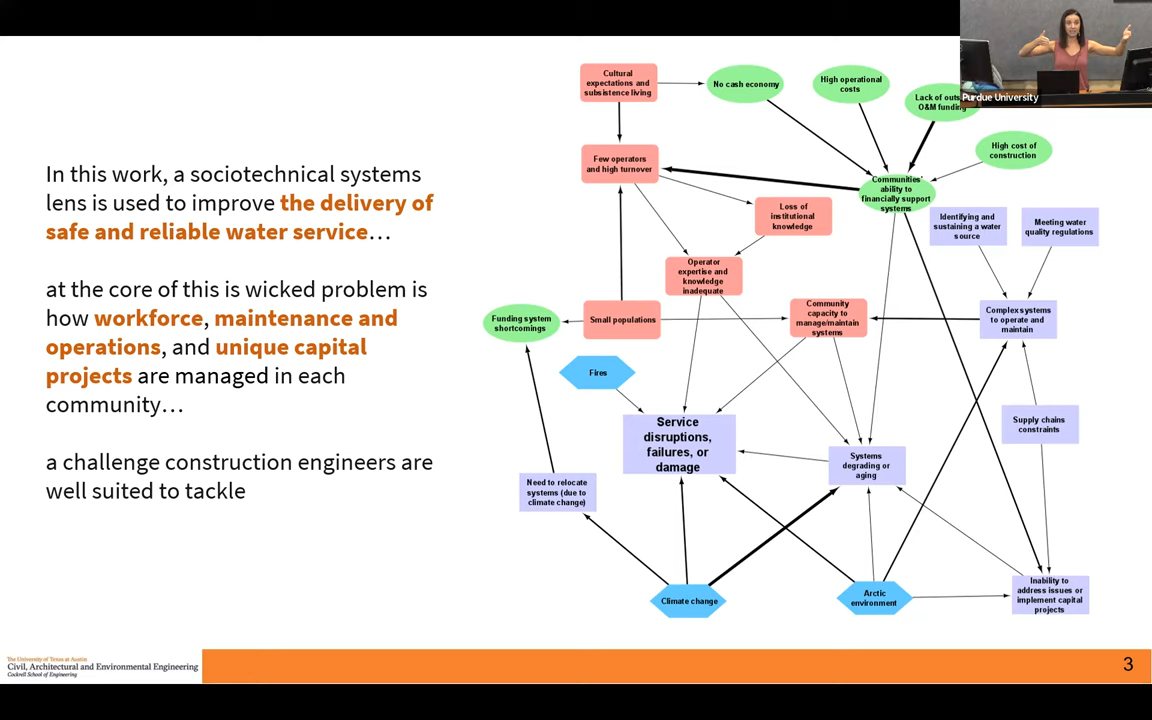 In this work, a sociotechnical systems
lens is used to improve the delivery of
safe and reliable water service…
at the core of this is wicked problem is
how workforce, maintenance and
operations, and unique capital
projects are managed in each
community…
a challenge construction engineers are
well suited to tackle
Cultural
expectations and
subsistence living
No cash economy
High operational
costs
Lack of
O&M funding
Purdue University
High cost of
construction
Few operators
and high turnover
Communities'
ability to
financially support
systems
Loss of
institutional
knowledge
Identifying and
sustaining a water
source
Meeting water
quality regulations
Operator
expertise and
knowledge
inadequate
Funding system
shortcomings
Small populations
Community
capacity to
manage/maintain
systems
Complex systems
to operate and
maintain
Fires
Service
disruptions,
failures, or
damage
Supply chains
constraints
Systems
degrading or
aging
Need to relocate
systems (due to
climate change)
Climate change
Arctic
environment
Inability to
address issues or
implement capital
projects
The University of Texas at Austin
Civil, Architectural and Environmental Engineering
Cockrell School of Engineering
3